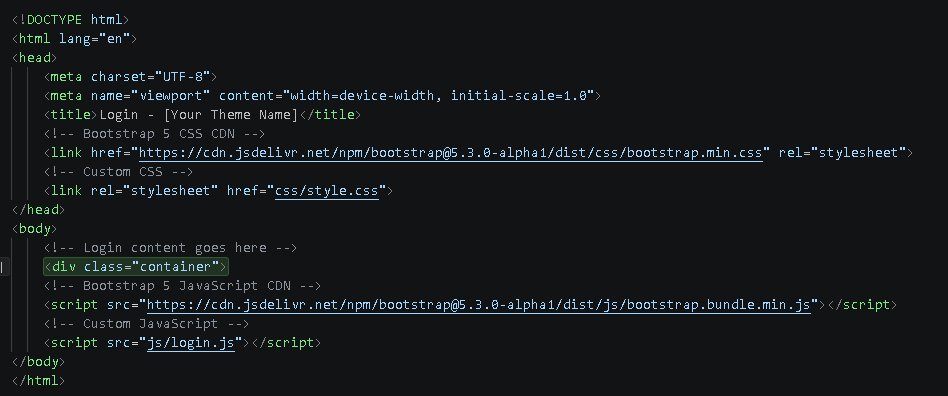 <!DOCTYPE html>
<html lang="en">
<head>
<meta charset="UTF-8">
<meta name="viewport" content="width=device-width, initial-scale=1.0">
<title>Login - [Your Theme Name]</title>
<!-- Bootstrap 5 CSS CDN -->
<link href="https://cdn.jsdelivr.net/npm/bootstrap@5.3.0-alpha1/dist/css/bootstrap.min.css" rel="stylesheet">
<!-- Custom CSS -->
<link rel="stylesheet" href="css/style.css">
</head>
<body>
<!-- Login content goes here -->
<div class="container">
<!-- Bootstrap 5 JavaScript CDN -->
<script src="https://cdn.jsdelivr.net/npm/bootstrap@5.3.0-alpha1/dist/js/bootstrap.bundle.min.js"></script>
<!-- Custom JavaScript -->
<script src="js/login.js"></script>
</body>
</html>